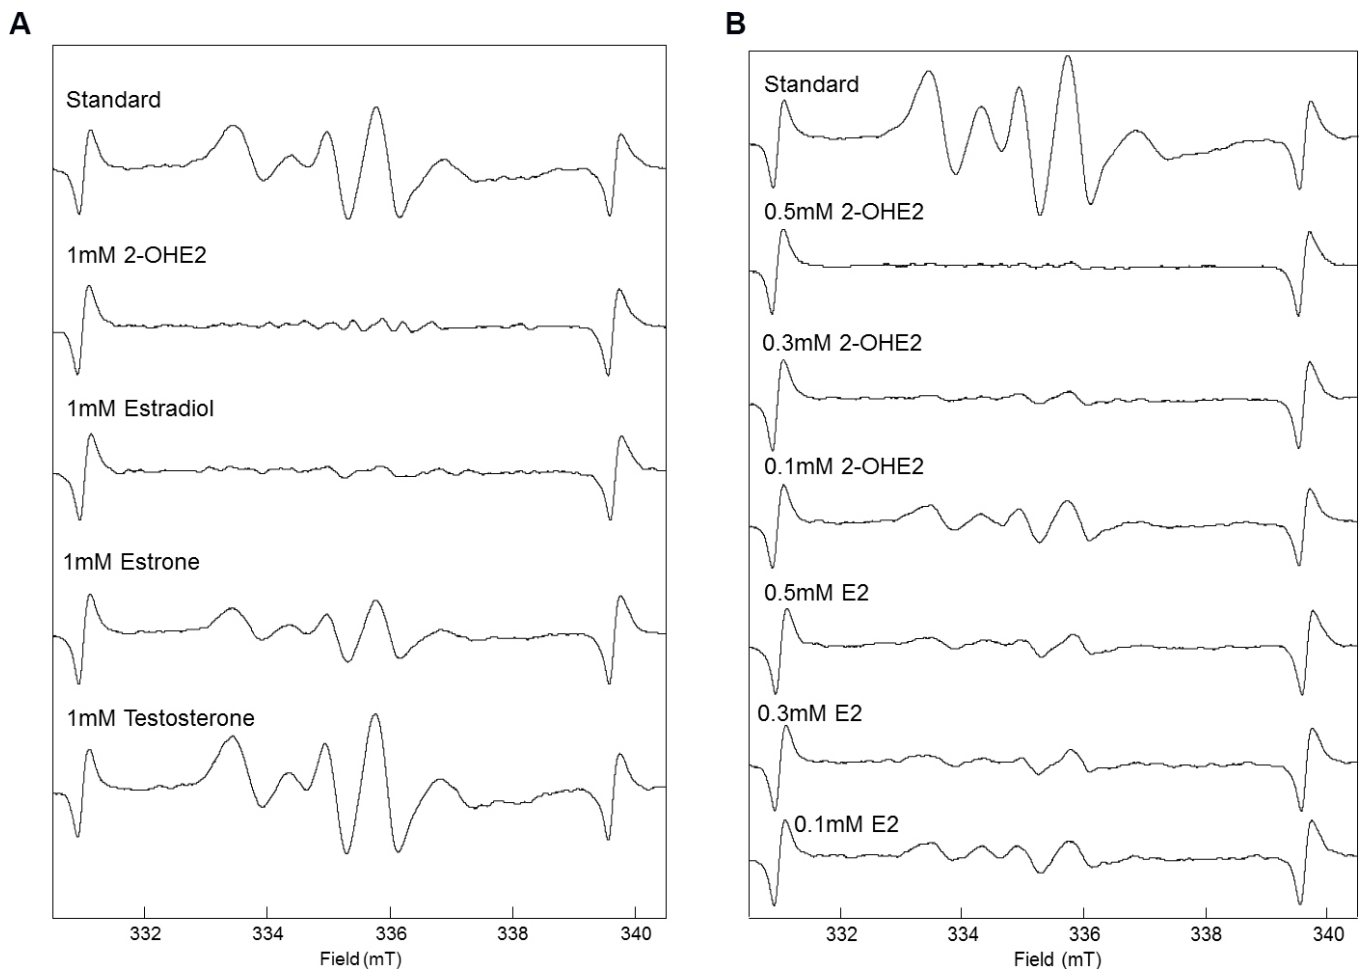 A
Standard
1mM 2-OHE2
1mM Estradiol
1mM Estrone
1mM Testosterone
332 334 336 338 340
Field (mT)
B
Standard
0.5mM 2-OHE2
0.3mM 2-OHE2
0.1mM 2-OHE2
0.5mM E2
0.3mM E2
0.1mM E2
332 334 336 338 340
Field (mT)